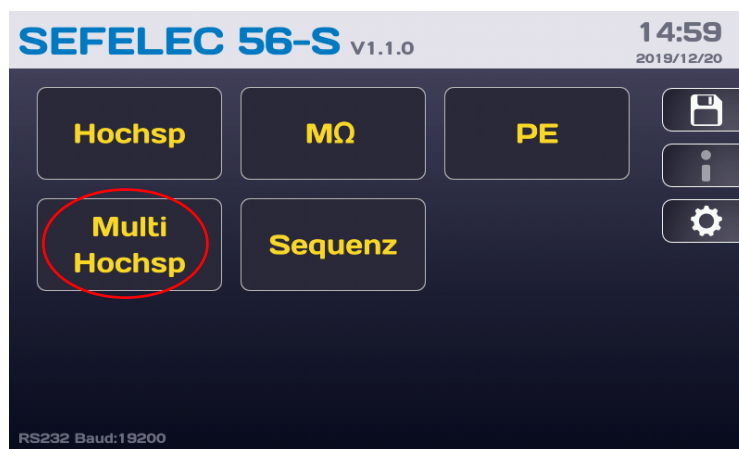 SEFELEC 56-S V1.1.0
14:59
2019/12/20
Hochsp
MΩ
PE
Multi
Hochsp
Sequenz
RS232 Baud:19200